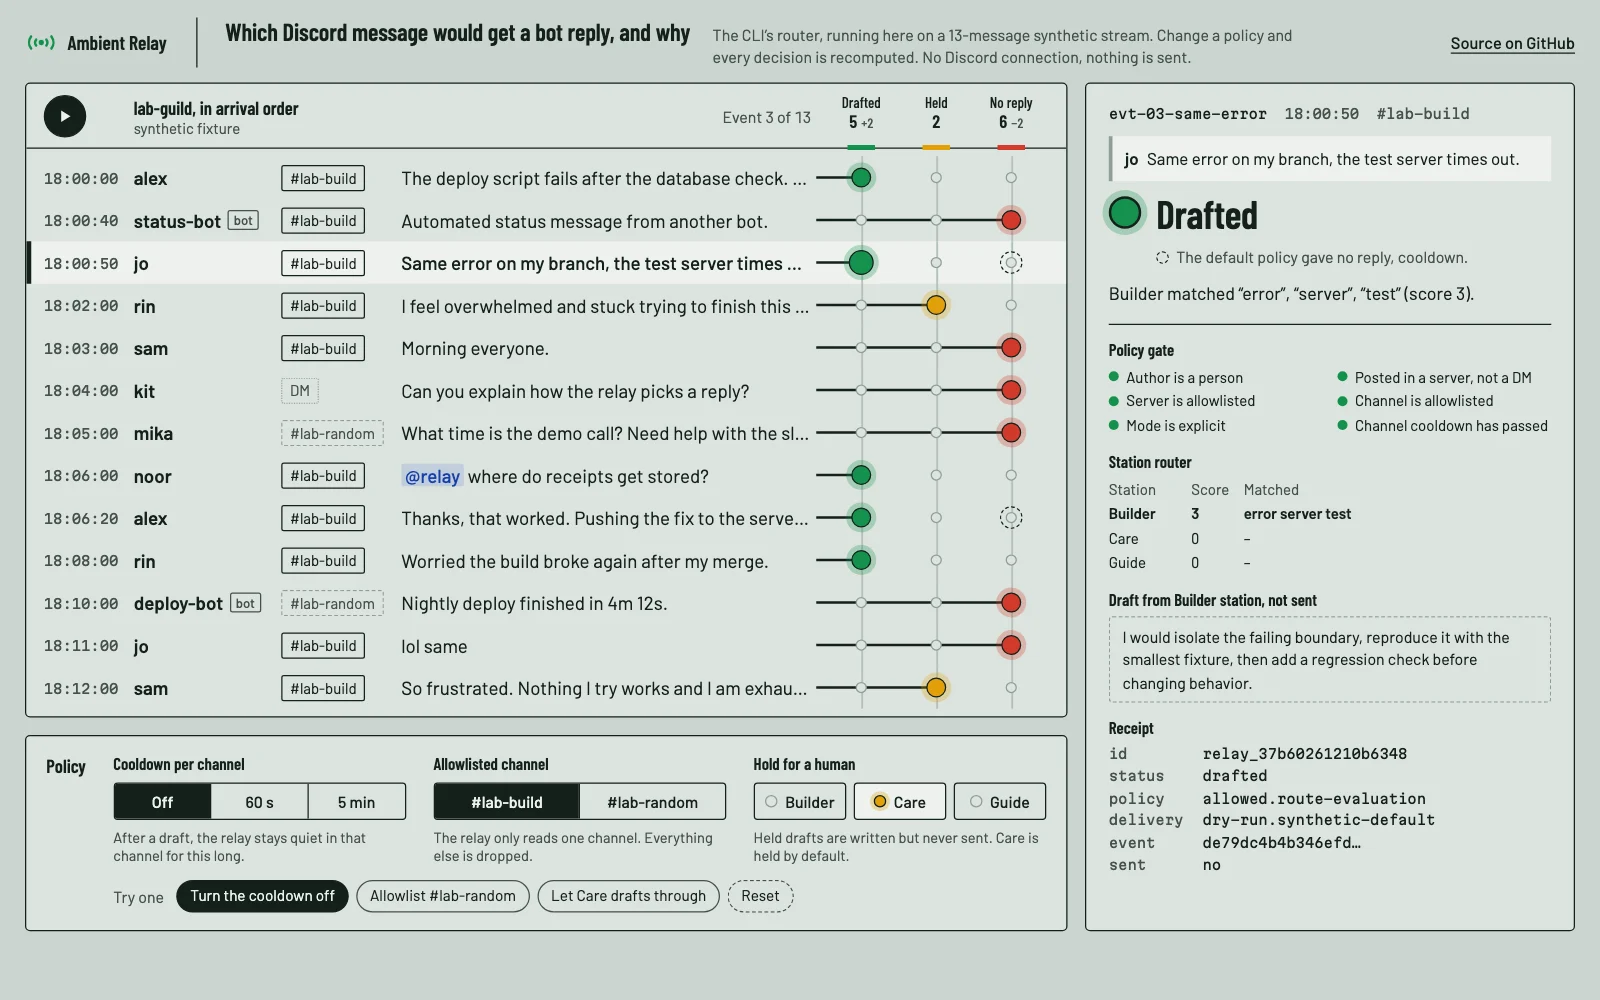 Ambient Relay
Which Discord message would get a bot reply, and why
The CLI's router, running here on a 13-message synthetic stream. Change a policy and
every decision is recomputed. No Discord connection, nothing is sent.
Source on GitHub
lab-guild, in arrival order
synthetic fixture
Event 3 of 13
Drafted
5 +2
Held
2
No reply
6 −2
18:00:00 alex #lab-build The deploy script fails after the database check. ...
18:00:40 status-bot bot #lab-build Automated status message from another bot.
18:00:50 jo #lab-build Same error on my branch, the test server times ...
18:02:00 rin #lab-build I feel overwhelmed and stuck trying to finish this ...
18:03:00 sam #lab-build Morning everyone.
18:04:00 kit DM Can you explain how the relay picks a reply?
18:05:00 mika #lab-random What time is the demo call? Need help with the sl...
18:06:00 noor #lab-build @relay where do receipts get stored?
18:06:20 alex #lab-build Thanks, that worked. Pushing the fix to the serve...
18:08:00 rin #lab-build Worried the build broke again after my merge.
18:10:00 deploy-bot bot #lab-random Nightly deploy finished in 4m 12s.
18:11:00 jo #lab-build lol same
18:12:00 sam #lab-build So frustrated. Nothing I try works and I am exhau...
Policy
Cooldown per channel
Off 60 s 5 min
After a draft, the relay stays quiet in that
channel for this long.
Allowlisted channel
#lab-build #lab-random
The relay only reads one channel. Everything
else is dropped.
Hold for a human
Builder Care Guide
Held drafts are written but never sent. Care is
held by default.
Try one Turn the cooldown off Allowlist #lab-random Let Care drafts through Reset
evt-03-same-error 18:00:50 #lab-build
jo Same error on my branch, the test server times out.
Drafted
The default policy gave no reply, cooldown.
Builder matched “error”, “server”, “test” (score 3).
Policy gate
Author is a person Posted in a server, not a DM
Server is allowlisted Channel is allowlisted
Mode is explicit Channel cooldown has passed
Station router
Station Score Matched
Builder 3 error server test
Care 0 –
Guide 0 –
Draft from Builder station, not sent
I would isolate the failing boundary, reproduce it with the
smallest fixture, then add a regression check before
changing behavior.
Receipt
id relay_37b60261210b6348
status drafted
policy allowed.route-evaluation
delivery dry-run.synthetic-default
event de79dc4b4b346efd…
sent no